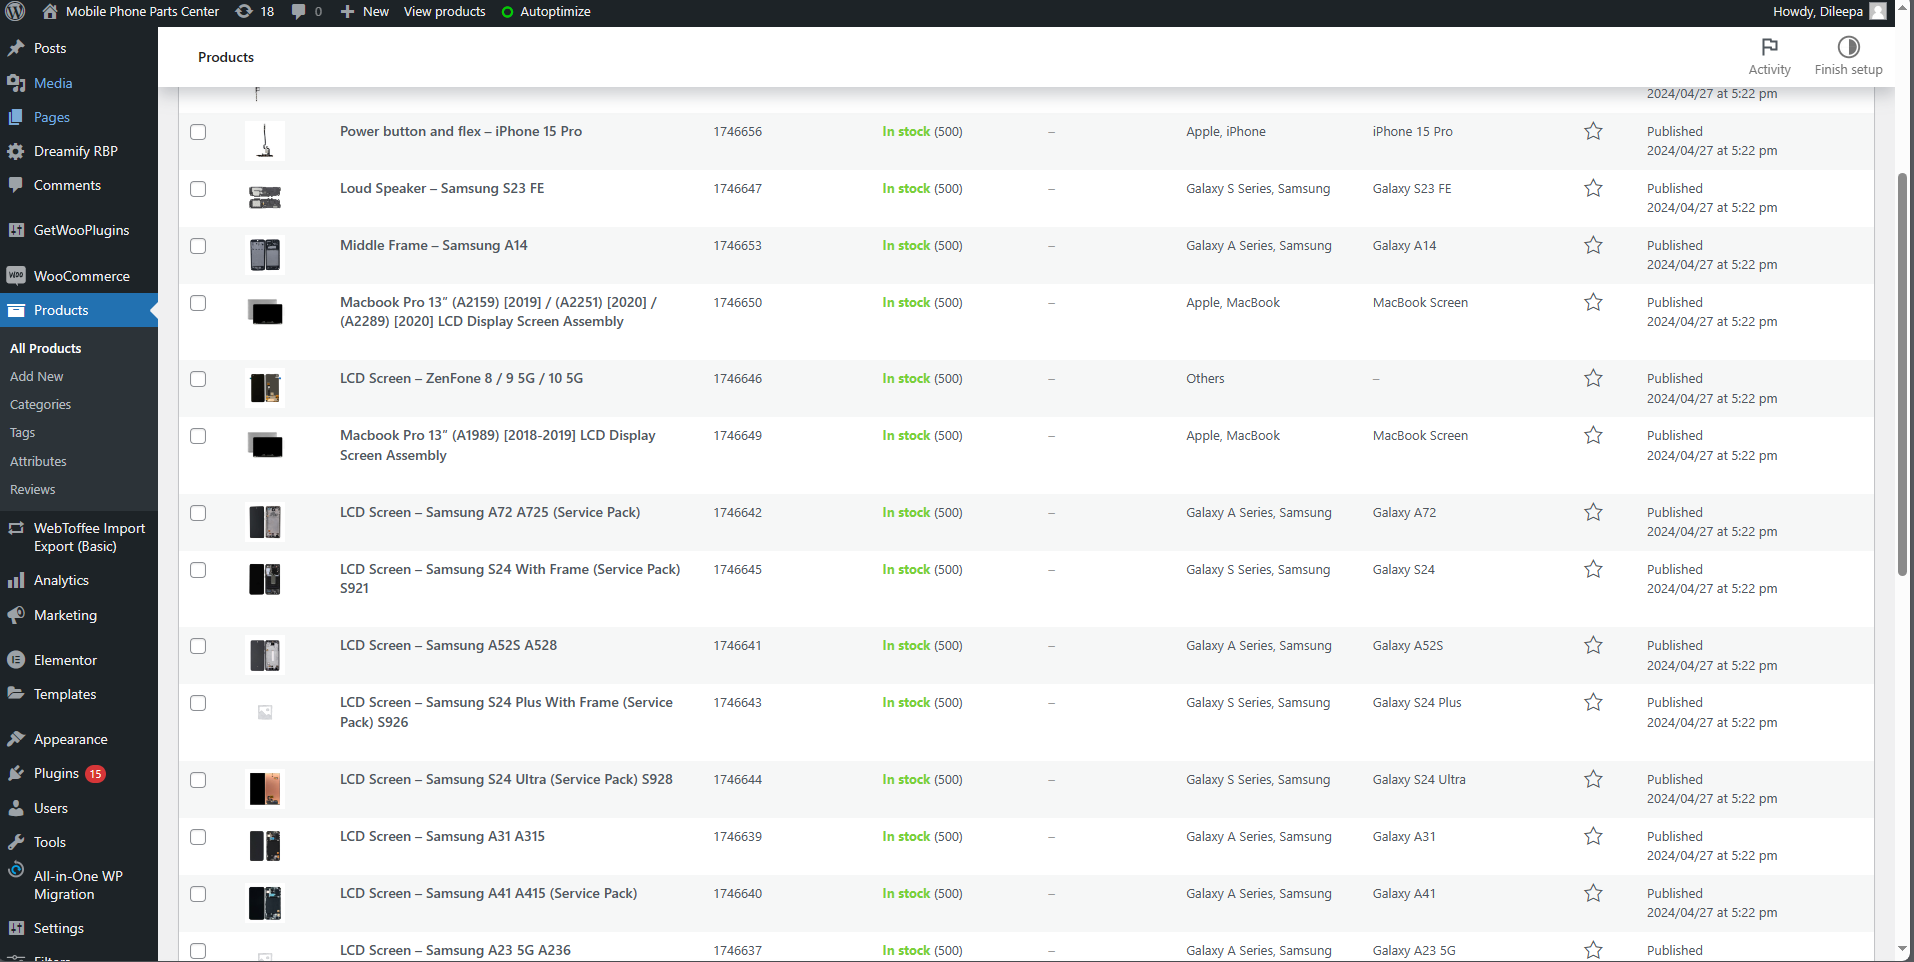 Mobile Phone Parts Center 18 0 New View products Autoptimize Howdy, Dileepa
Posts
Media
Pages
Dreamify RBP
Comments
GetWooPlugins
WOO WooCommerce
Products
All Products
Add New
Categories
Tags
Attributes
Reviews
WebToffee Import
Export (Basic)
Analytics
Marketing
Elementor
Templates
Appearance
Plugins 15
Users
Tools
All-in-One WP
Migration
Settings
Products
Activity
Finish setup
2024/04/27 at 5:22 pm
Power button and flex – iPhone 15 Pro 1746656 In stock (500) – Apple, iPhone iPhone 15 Pro Published
2024/04/27 at 5:22 pm
Loud Speaker – Samsung S23 FE 1746647 In stock (500) – Galaxy S Series, Samsung Galaxy S23 FE Published
2024/04/27 at 5:22 pm
Middle Frame – Samsung A14 1746653 In stock (500) – Galaxy A Series, Samsung Galaxy A14 Published
2024/04/27 at 5:22 pm
Macbook Pro 13″ (A2159) [2019] / (A2251) [2020] / 1746650 In stock (500) – Apple, MacBook MacBook Screen Published
(A2289) [2020] LCD Display Screen Assembly 2024/04/27 at 5:22 pm
LCD Screen – ZenFone 8 / 9 5G / 10 5G 1746646 In stock (500) – Others – Published
2024/04/27 at 5:22 pm
Macbook Pro 13″ (A1989) [2018-2019] LCD Display 1746649 In stock (500) – Apple, MacBook MacBook Screen Published
Screen Assembly 2024/04/27 at 5:22 pm
LCD Screen – Samsung A72 A725 (Service Pack) 1746642 In stock (500) – Galaxy A Series, Samsung Galaxy A72 Published
2024/04/27 at 5:22 pm
LCD Screen – Samsung S24 With Frame (Service Pack) 1746645 In stock (500) – Galaxy S Series, Samsung Galaxy S24 Published
S921 2024/04/27 at 5:22 pm
LCD Screen – Samsung A52S A528 1746641 In stock (500) – Galaxy A Series, Samsung Galaxy A52S Published
2024/04/27 at 5:22 pm
LCD Screen – Samsung S24 Plus With Frame (Service 1746643 In stock (500) – Galaxy S Series, Samsung Galaxy S24 Plus Published
Pack) S926 2024/04/27 at 5:22 pm
LCD Screen – Samsung S24 Ultra (Service Pack) S928 1746644 In stock (500) – Galaxy S Series, Samsung Galaxy S24 Ultra Published
2024/04/27 at 5:22 pm
LCD Screen – Samsung A31 A315 1746639 In stock (500) – Galaxy A Series, Samsung Galaxy A31 Published
2024/04/27 at 5:22 pm
LCD Screen – Samsung A41 A415 (Service Pack) 1746640 In stock (500) – Galaxy A Series, Samsung Galaxy A41 Published
2024/04/27 at 5:22 pm
LCD Screen – Samsung A23 5G A236 1746637 In stock (500) – Galaxy A Series, Samsung Galaxy A23 5G Published